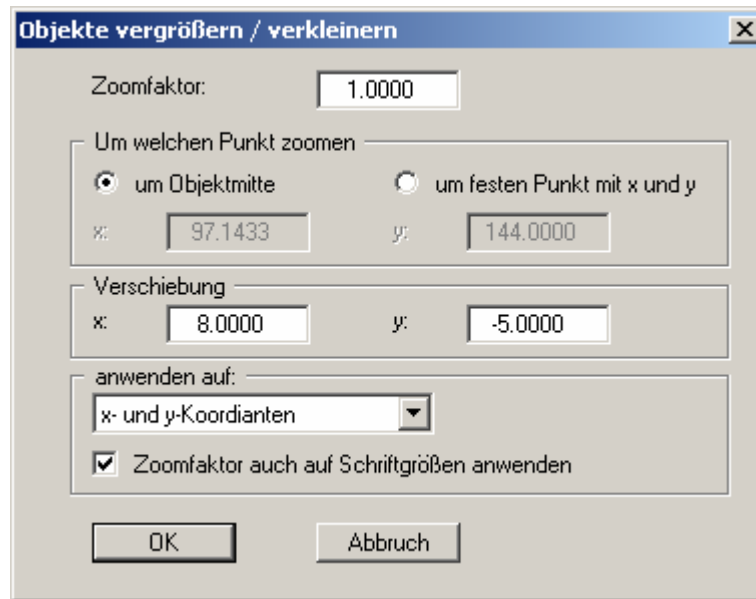 Objekte vergrößern / verkleinern
Zoomfaktor: 1.0000
Um welchen Punkt zoomen
um Objektmitte um festen Punkt mit x und y
x: 97.1433 y: 144.0000
Verschiebung
x: 8.0000 y: -5.0000
anwenden auf:
x- und y-Koordianten
Zoomfaktor auch auf Schriftgrößen anwenden
OK Abbruch